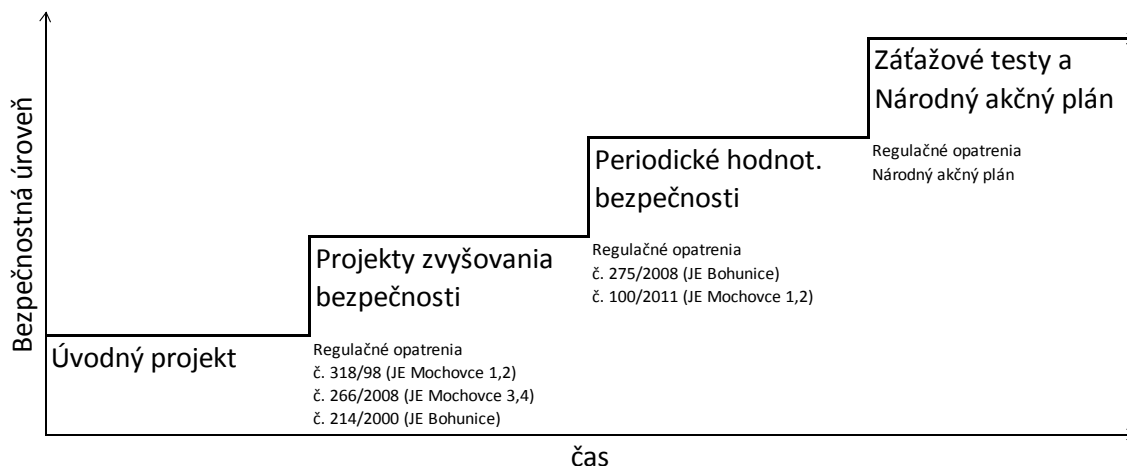 Bezpečnostná úroveň
Úvodný projekt
Projekty zvyšovania
bezpečnosti
Regulačné opatrenia
č. 318/98 (JE Mochovce 1,2)
č. 266/2008 (JE Mochovce 3,4)
č. 214/2000 (JE Bohunice)
Periodické hodnot.
bezpečnosti
Regulačné opatrenia
č. 275/2008 (JE Bohunice)
č. 100/2011 (JE Mochovce 1,2)
Záťažové testy a
Národný akčný plán
Regulačné opatrenia
Národný akčný plán
čas